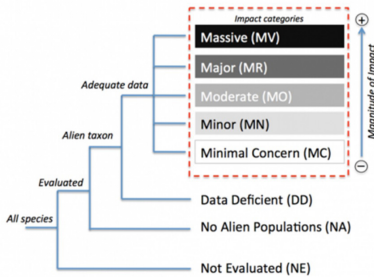 Impact categories
Massive (MV)
Major (MR)
Adequate data
Moderate (MO)
Alien taxon
Minor (MN)
Minimal Concern (MC)
Magnitude of Impact
Evaluated
Data Deficient (DD)
All species
No Alien Populations (NA)
Not Evaluated (NE)